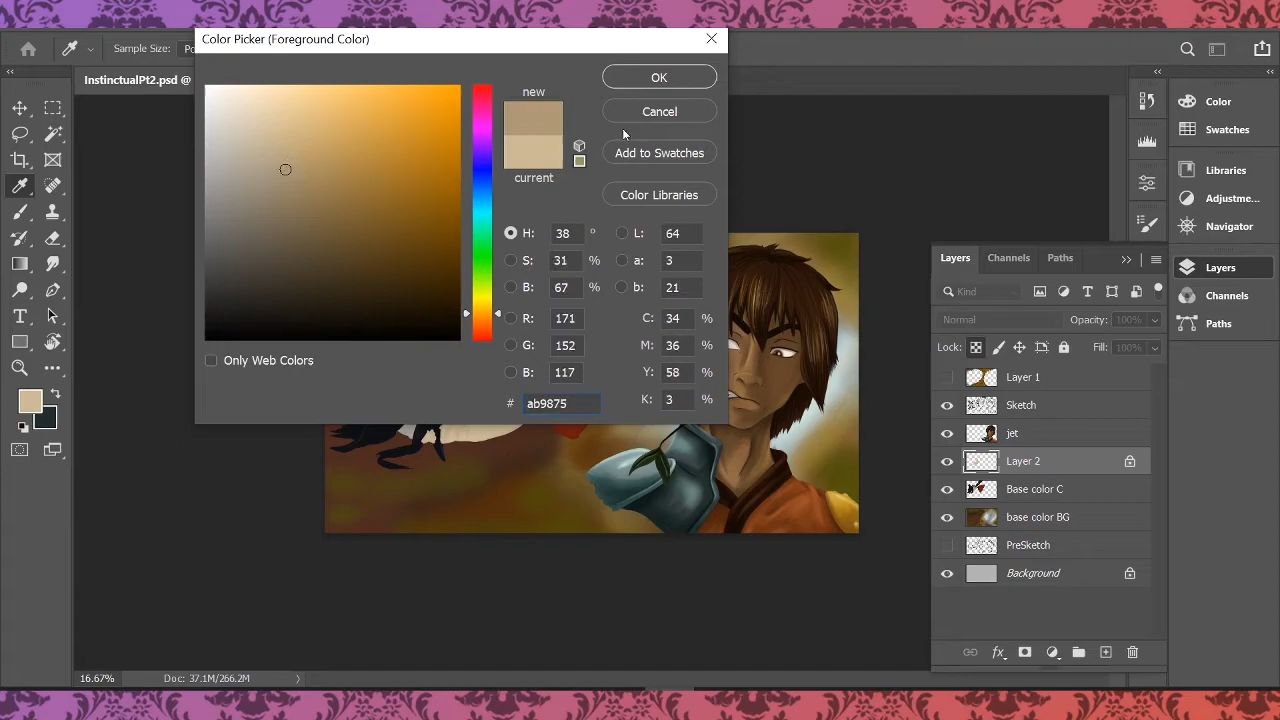 Color Picker (Foreground Color)
Sample Size:
Po
InstinctualPt2.psd @
new
current
OK
Cancel
Add to Swatches
Color Libraries
H: 38 °
S: 31 %
B: 67 %
R: 171
G: 152
B: 117
# ab9875
L: 64
a: 3
b: 21
C: 34 %
M: 36 %
Y: 58 %
K: 3 %
Only Web Colors
Color
Swatches
Libraries
Adjustme...
Navigator
Layers
Channels
Paths
Layers Channels Paths
Kind
Normal Opacity: 100%
Lock: Fill: 100%
Layer 1
Sketch
jet
Layer 2
Base color C
base color BG
PreSketch
Background
fx
16.67% Doc: 37.1M/266.2M